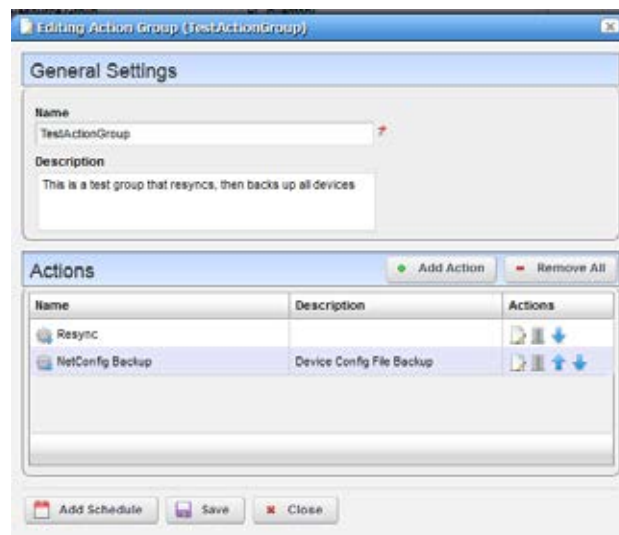 Editing Action Group (TestActionGroup)
General Settings
Name
TestActionGroup
Description
This is a test group that resyncs, then backs up all devices
Actions
Add Action
Remove All
Name Description Actions
Resync
NetConfig Backup Device Config File Backup
Add Schedule Save Close